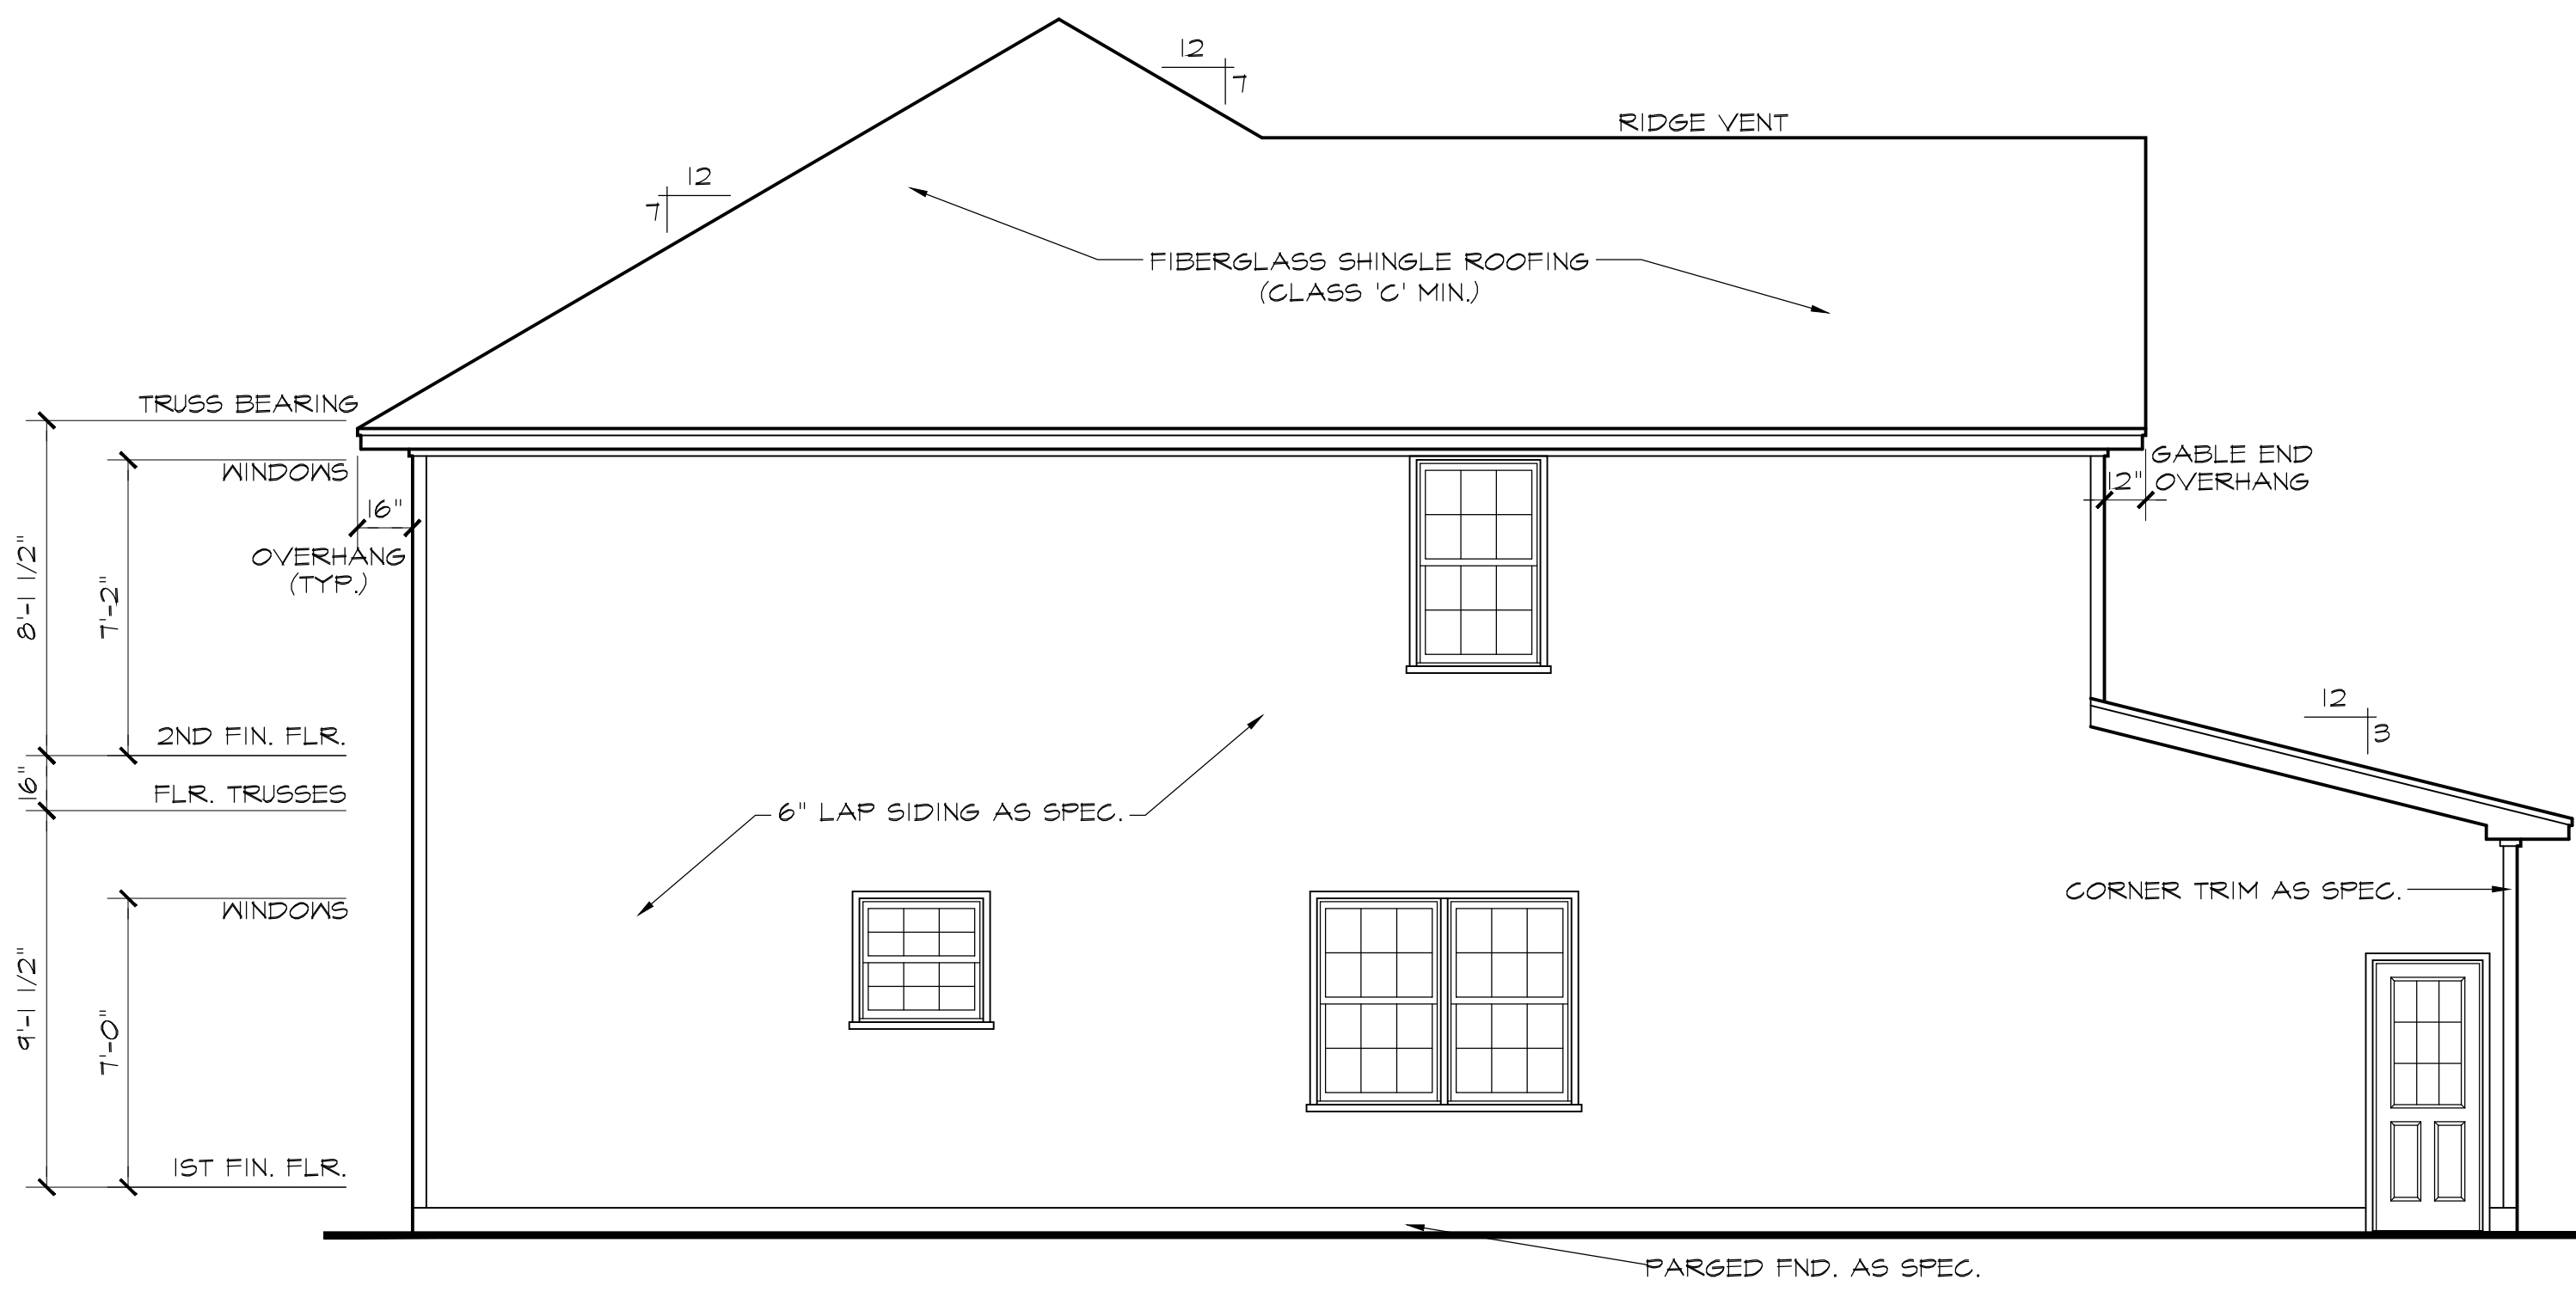 12
7
RIDGE VENT
12
7
FIBERGLASS SHINGLE ROOFING
(CLASS 'C' MIN.)
TRUSS BEARING
WINDOWS
GABLE END
12" OVERHANG
16"
OVERHANG
(TYP.)
8'-1 1/2"
7'-2"
12
3
2ND FIN. FLR.
16"
FLR. TRUSSES
6" LAP SIDING AS SPEC.
CORNER TRIM AS SPEC.
WINDOWS
9'-1 1/2"
7'-0"
1ST FIN. FLR.
PARGED FND. AS SPEC.